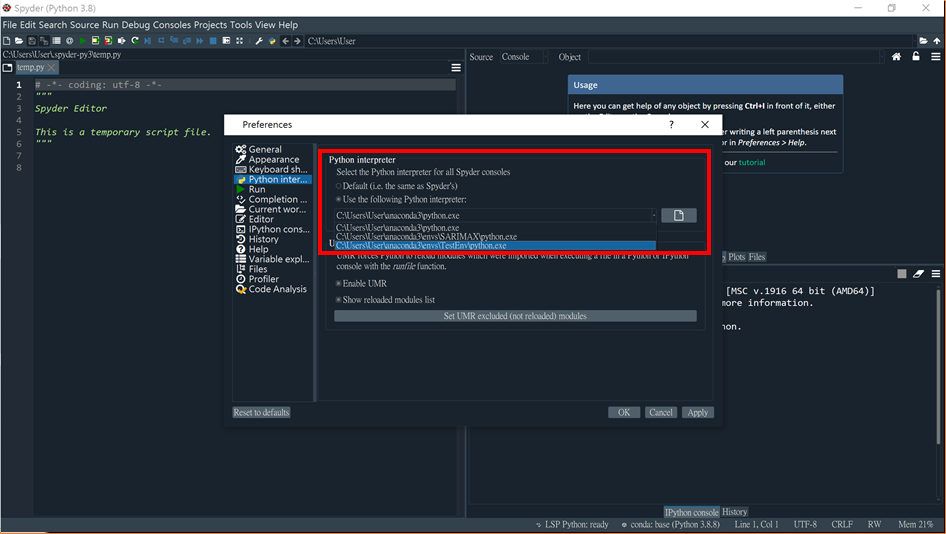 Spyder (Python 3.8)
File Edit Search Source Run Debug Consoles Projects Tools View Help
C:\Users\User
C:\Users\User\.spyder-py3\temp.py
temp.py
1 # -*- coding: utf-8 -*-
2 """
3 Spyder Editor
4
5 This is a temporary script file.
6 """
7
8
Source Console Object
Usage
Here you can get help of any object by pressing Ctrl+I in front of it, either
r writing a left parenthesis next
r in Preferences > Help.
our tutorial
Preferences
General
Appearance
Keyboard sh...
Python inter...
Run
Completion ...
Current wor...
Editor
IPython cons...
History
Help
Variable expl...
Files
Profiler
Code Analysis
Python interpreter
Select the Python interpreter for all Spyder consoles
Default (i.e. the same as Spyder's)
Use the following Python interpreter:
C:\Users\User\anaconda3\python.exe
C:\Users\User\anaconda3\python.exe
C:\Users\User\anaconda3\envs\SARIMAX\python.exe
C:\Users\User\anaconda3\envs\TestEnv\python.exe
U
UMR forces Python to reload modules which were imported when executing a file in a Python or IPython
console with the runfile function.
Enable UMR
Show reloaded modules list
Set UMR excluded (not reloaded) modules
Reset to defaults
OK Cancel Apply
Plots Files
[MSC v.1916 64 bit (AMD64)]
more information.
hon.
IPython console History
LSP Python: ready conda: base (Python 3.8.8) Line 1, Col 1 UTF-8 CRLF RW Mem 21%